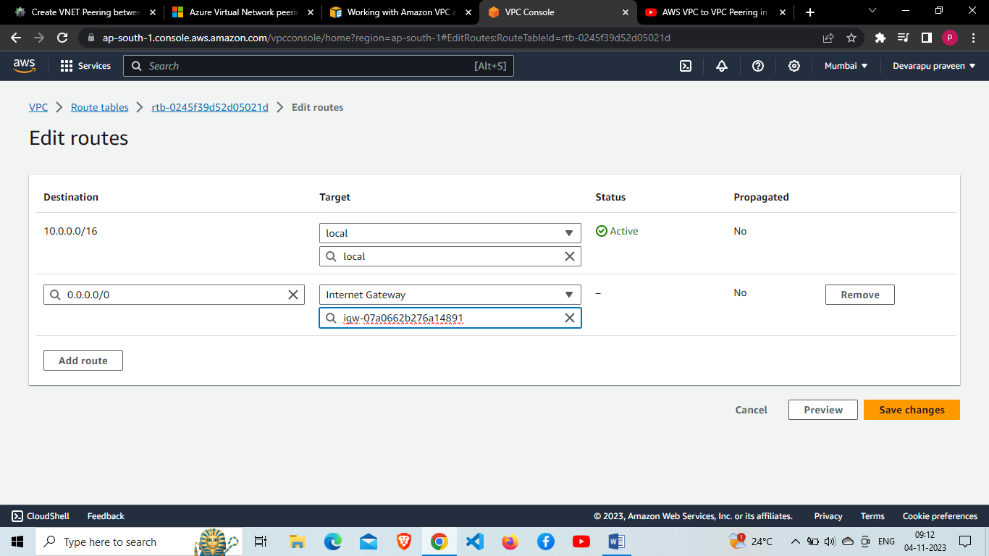 Create VNET Peering betwee
Azure Virtual Network peerin
Working with Amazon VPC a
VPC Console
AWS VPC to VPC Peering in
ap-south-1.console.aws.amazon.com/vpcconsole/home?region=ap-south-1#EditRoutes:RouteTableId=rtb-0245f39d52d05021d
P
aws
Services
Search
[Alt+S]
Mumbai
Devarapu praveen
VPC
Route tables
rtb-0245f39d52d05021d
Edit routes
Edit routes
Destination
Target
Status
Propagated
10.0.0.0/16
local
Active
No
local
0.0.0.0/0
Internet Gateway
–
No
Remove
igw-07a0662b276a14891
Add route
Cancel
Preview
Save changes
CloudShell
Feedback
© 2023, Amazon Web Services, Inc. or its affiliates.
Privacy
Terms
Cookie preferences
Type here to search
24°C
ENG
09:12
04-11-2023